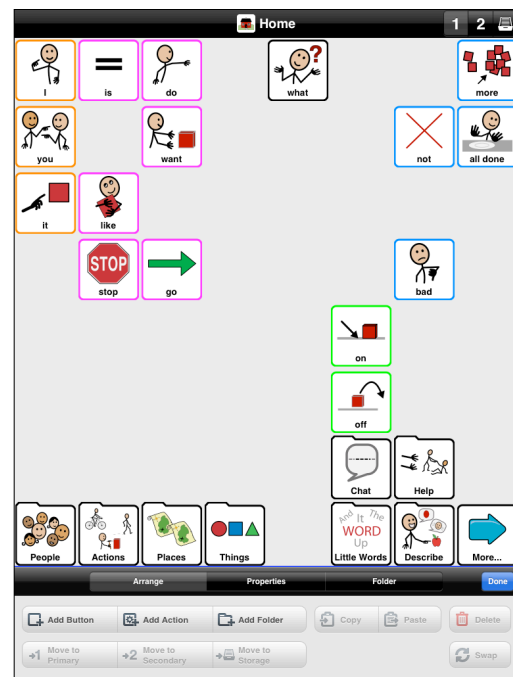 Home
1 2
I is do what more
? 
you want not all done
it like
STOP
stop go bad
on
off
Chat Help
And It The
WORD
Up
People Actions Places Things Little Words Describe More...
Arrange Properties Folder Done
Add Button Add Action Add Folder Copy Paste Delete
→1 Move to Primary →2 Move to Secondary Move to Storage Swap